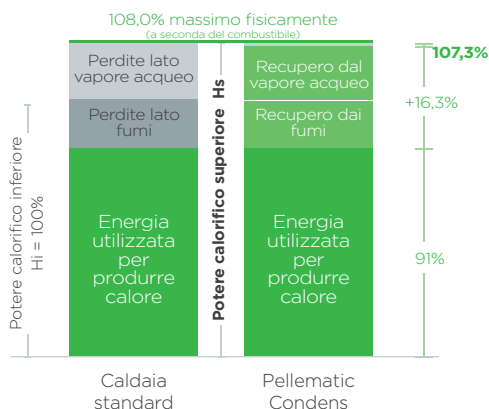 108,0% massimo fisicamente
(a seconda del combustibile)
Perdite lato
vapore acqueo
Perdite lato
fumi
Energia
utilizzata
per
produrre
calore
Potere calorifico inferiore
Hi = 100%
Potere calorifico superiore Hs
Recupero dal
vapore acqueo
Recupero dai
fumi
Energia
utilizzata
per
produrre
calore
107,3%
+16,3%
91%
Caldaia
standard
Pellematic
Condens